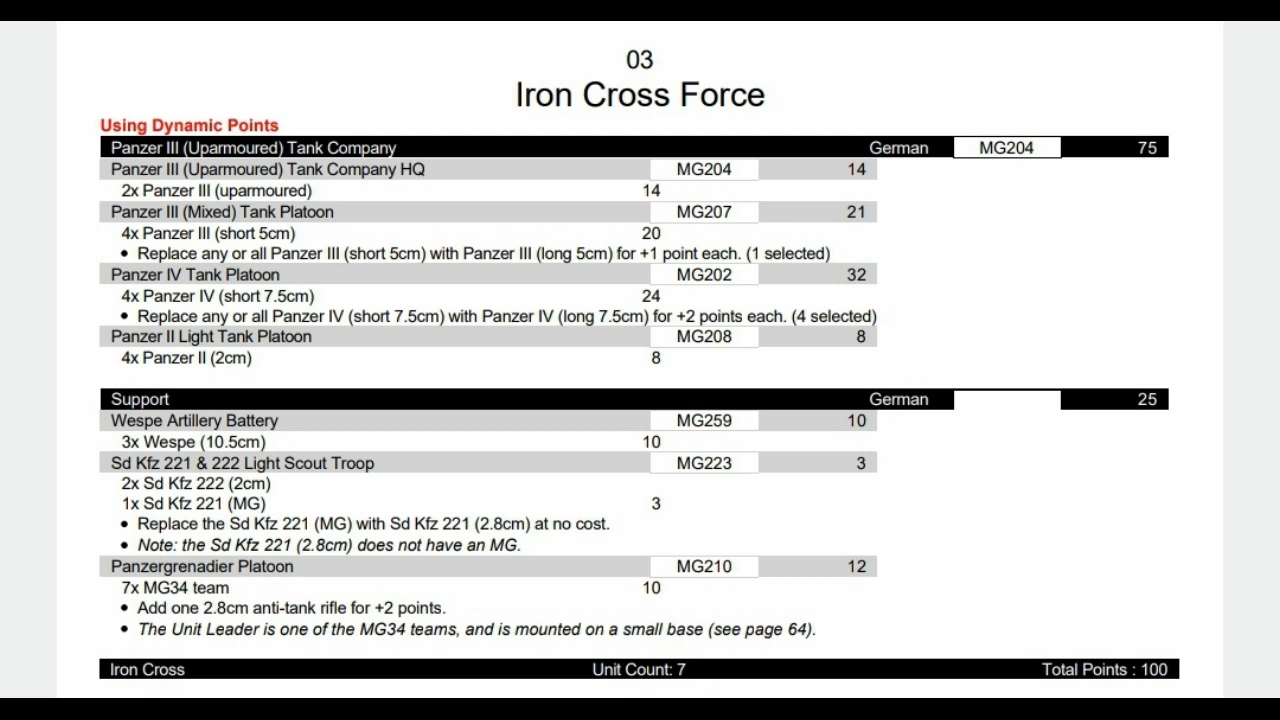 03
Iron Cross Force
Using Dynamic Points
Panzer III (Uparmoured) Tank Company German MG204 75
Panzer III (Uparmoured) Tank Company HQ MG204 14
2x Panzer III (uparmoured) 14
Panzer III (Mixed) Tank Platoon MG207 21
4x Panzer III (short 5cm) 20
• Replace any or all Panzer III (short 5cm) with Panzer III (long 5cm) for +1 point each. (1 selected)
Panzer IV Tank Platoon MG202 32
4x Panzer IV (short 7.5cm) 24
• Replace any or all Panzer IV (short 7.5cm) with Panzer IV (long 7.5cm) for +2 points each. (4 selected)
Panzer II Light Tank Platoon MG208 8
4x Panzer II (2cm) 8
Support German 25
Wespe Artillery Battery MG259 10
3x Wespe (10.5cm) 10
Sd Kfz 221 & 222 Light Scout Troop MG223 3
2x Sd Kfz 222 (2cm)
1x Sd Kfz 221 (MG) 3
• Replace the Sd Kfz 221 (MG) with Sd Kfz 221 (2.8cm) at no cost.
• Note: the Sd Kfz 221 (2.8cm) does not have an MG.
Panzergrenadier Platoon MG210 12
7x MG34 team 10
• Add one 2.8cm anti-tank rifle for +2 points.
• The Unit Leader is one of the MG34 teams, and is mounted on a small base (see page 64).
Iron Cross Unit Count: 7 Total Points : 100